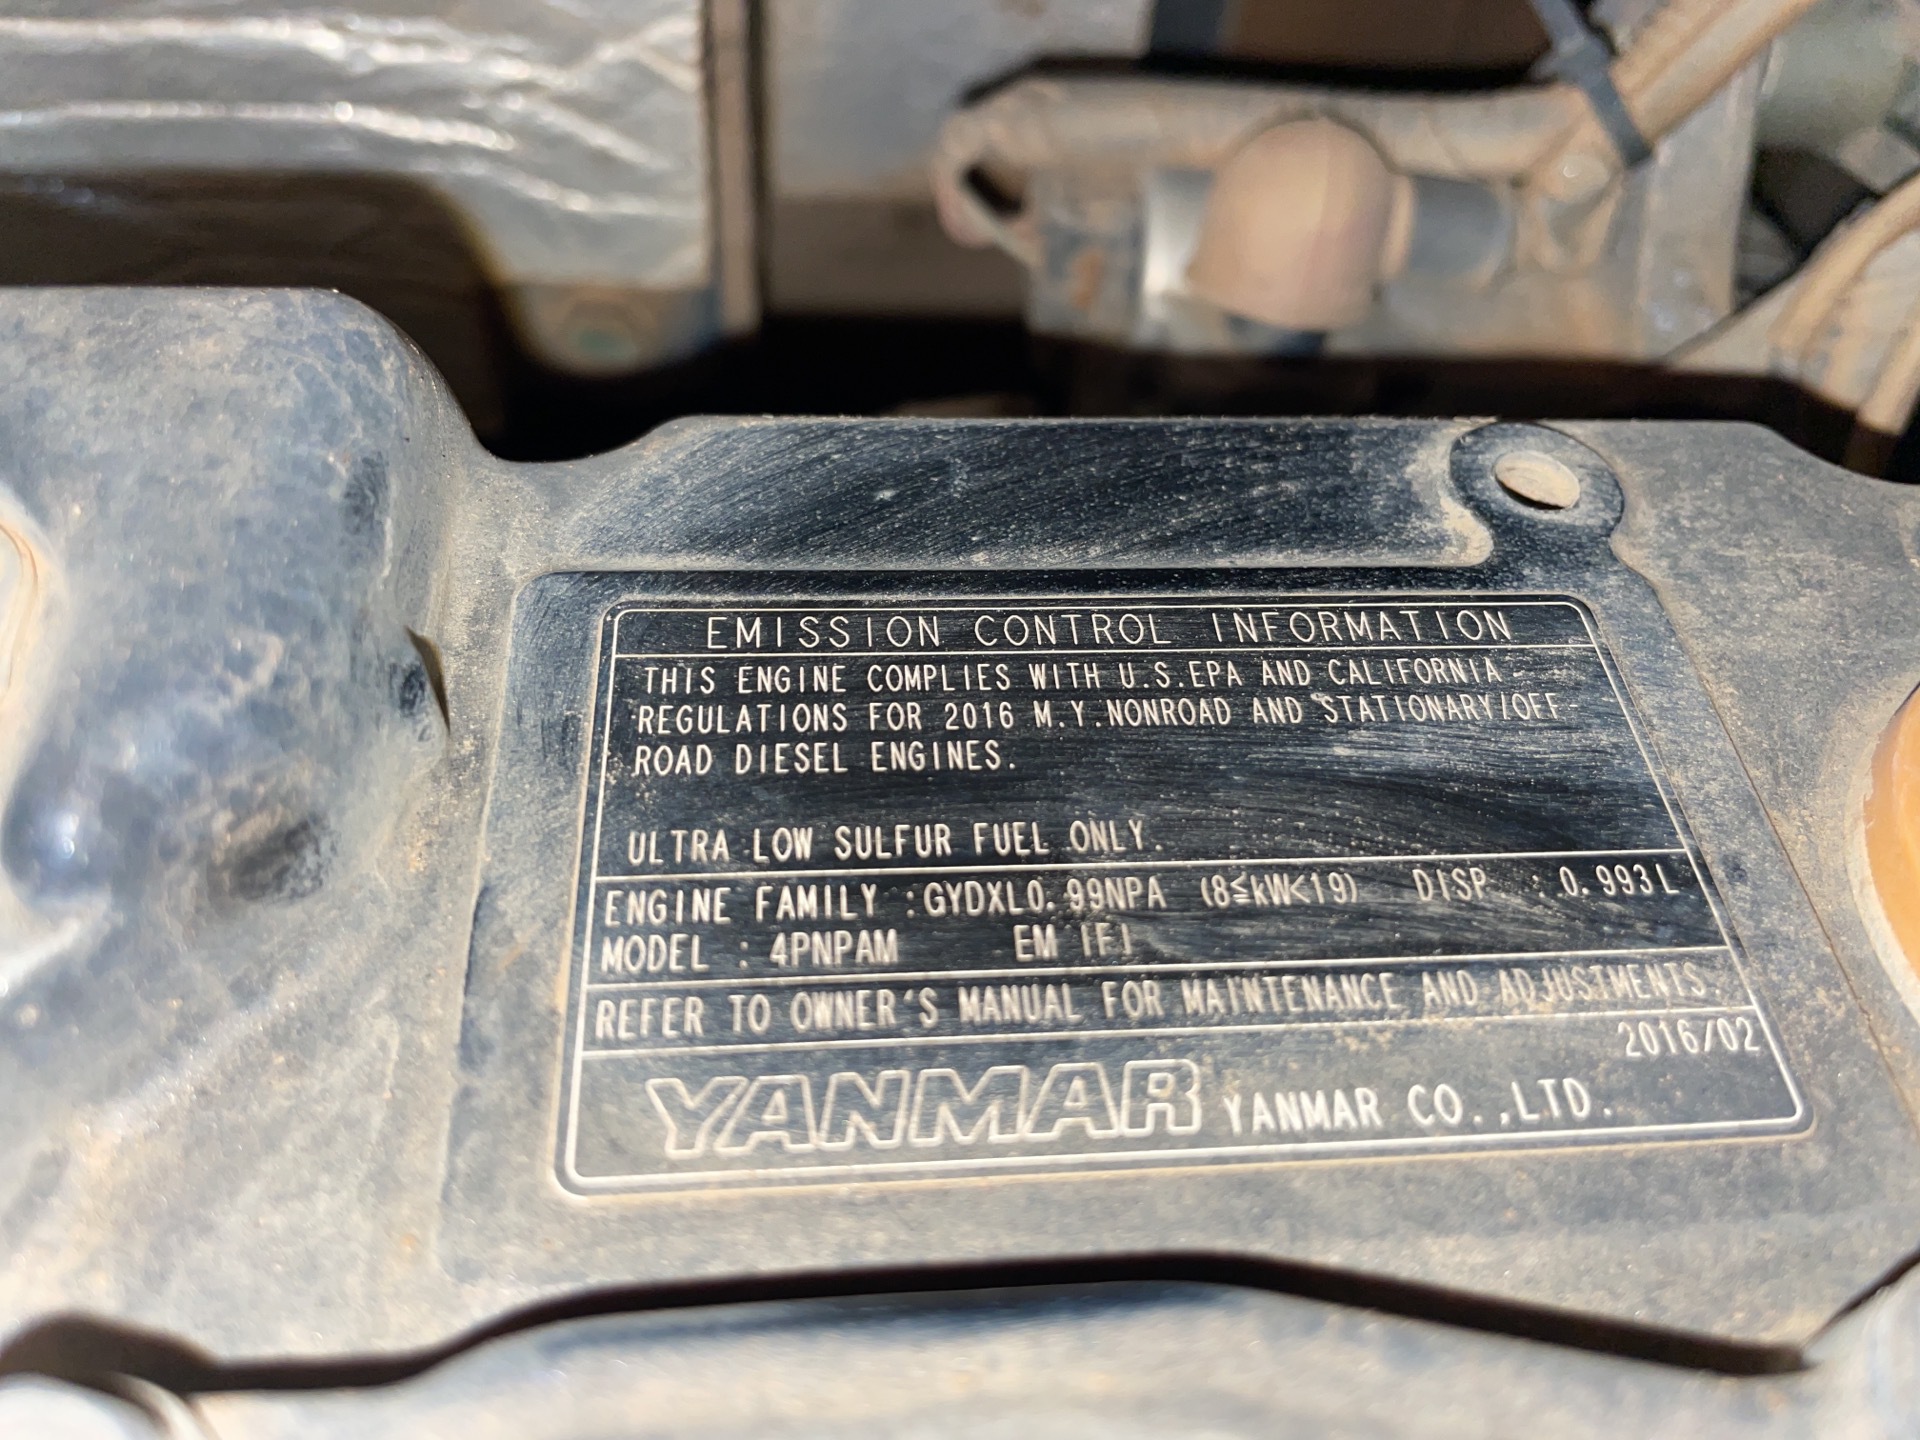 EMISSION CONTROL INFORMATION
THIS ENGINE COMPLIES WITH U.S.EPA AND CALIFORNIA
REGULATIONS FOR 2016 M.Y.NONROAD AND STATIONARY/OFF-
ROAD DIESEL ENGINES.
ULTRA LOW SULFUR FUEL ONLY.
ENGINE FAMILY :GYDXL0.99NPA (8≦kW<19) DISP :0.993L
MODEL : 4PNPAM EM IFI
REFER TO OWNER'S MANUAL FOR MAINTENANCE AND ADJUSTMENTS.
2016/02
YANMAR YANMAR CO.,LTD.